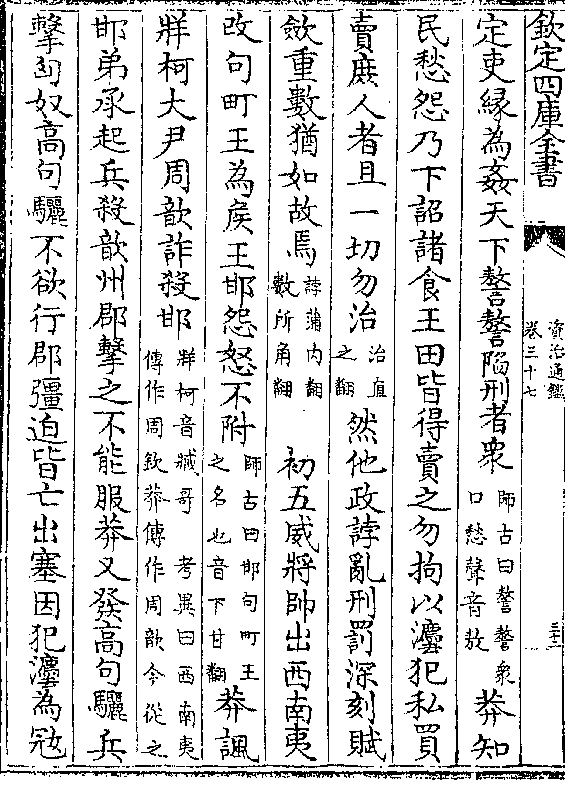 欽定四庫全書
資治通鑑
卷三十七
三十二
定吏縁為姦天下謷謷陷刑者衆師古曰謷謷衆口愁聲音敖莽知
民愁怨乃下詔諸食王田皆得賣之勿拘以灋犯私買
賣庶人者且一切勿治治直之翻然他政誖亂刑罰深刻賦
斂重數猶如故焉誖蒲内翻數所角翻初五威將帥出西南夷
改句町王為侯王邯怨怒不附師古曰邯句町王之名也音下甘翻莽諷
牂柯大尹周歆詐殺邯牂柯音臧哥考異曰西南夷傳作周欽莽傳作周歆今從之
邯弟承起兵殺歆州郡擊之不能服莽又發高句驪兵
擊匈奴高句驪不欲行郡彊迫皆亡出塞因犯灋為㓂